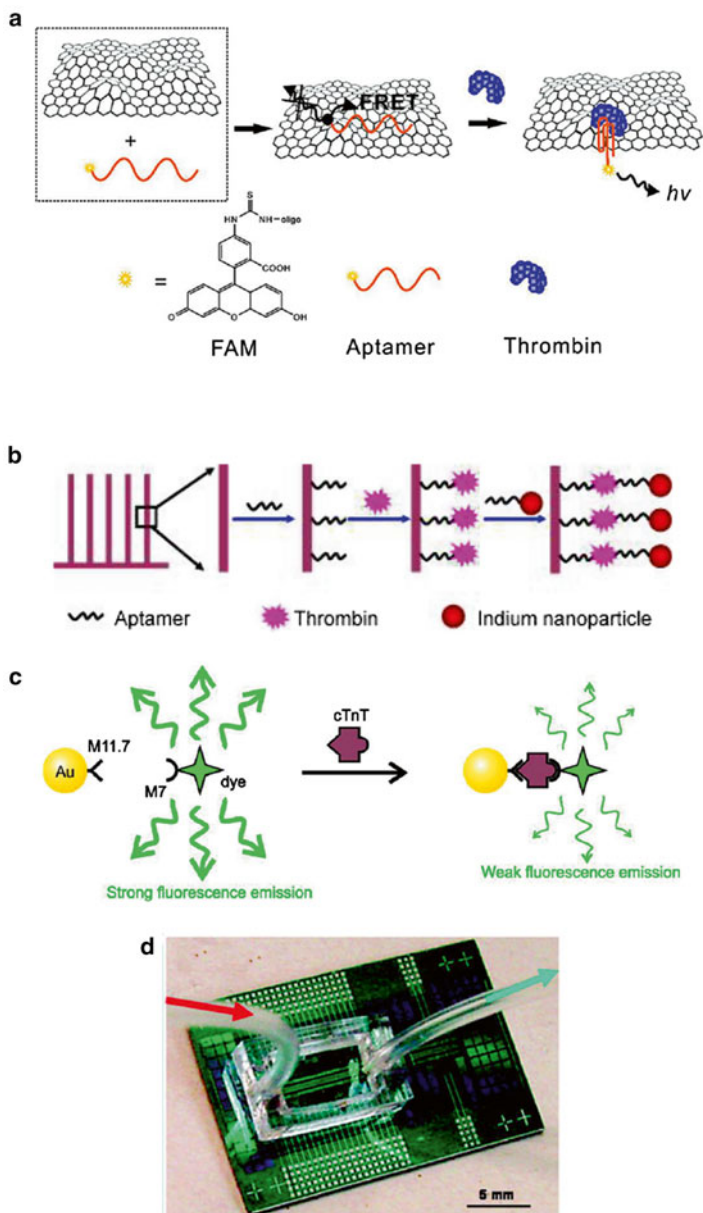 a
+
FRET
hν
=
S
HN
NH–oligo
COOH
O
O
OH
FAM
Aptamer
Thrombin
b
Aptamer
Thrombin
Indium nanoparticle
c
Au
M11.7
M7
dye
Strong fluorescence emission
cTnT
Weak fluorescence emission
d
5 mm